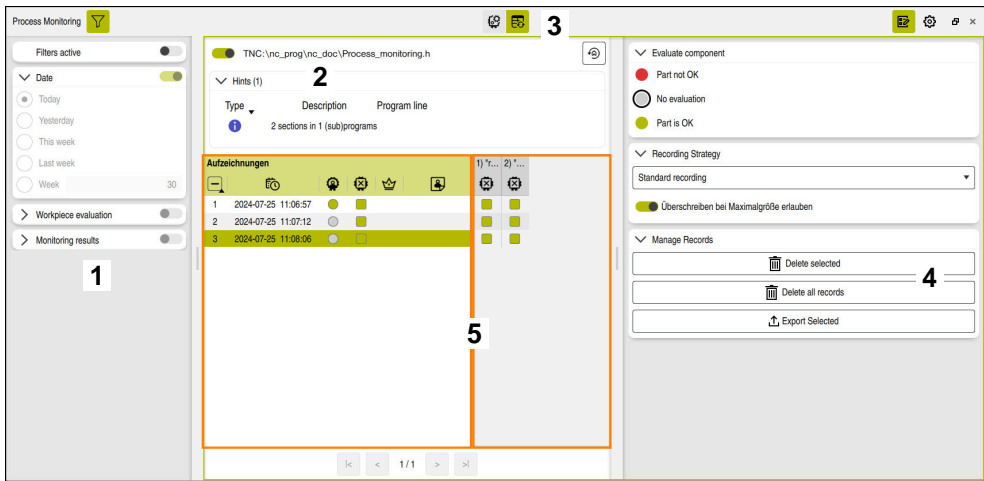 Process Monitoring
3
Filters active
Date
Today
Yesterday
This week
Last week
Week 30
Workpiece evaluation
Monitoring results
1
TNC:\nc_prog\nc_doc\Process_monitoring.h
Hints (1)
2
Type Description Program line
2 sections in 1 (sub)programs
Aufzeichnungen 1) "r... 2) "...
1 2024-07-25 11:06:57
2 2024-07-25 11:07:12
3 2024-07-25 11:08:06
5
1/1
Evaluate component
Part not OK
No evaluation
Part is OK
Recording Strategy
Standard recording
Überschreiben bei Maximalgröße erlauben
Manage Records
Delete selected
4
Delete all records
Export Selected